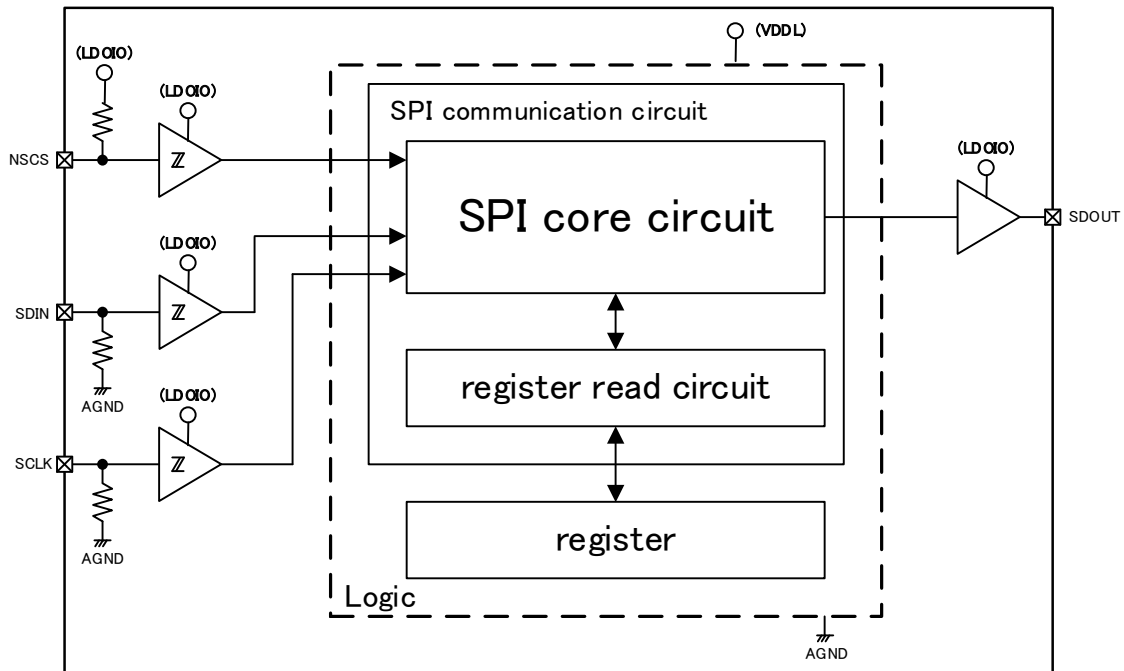 (VDDL)
(LDOIO)
(LDOIO)
SPI communication circuit
NSCS
SPI core circuit
(LDOIO)
SDOUT
(LDOIO)
SDIN
register read circuit
AGND
(LDOIO)
SCLK
register
AGND
Logic
AGND